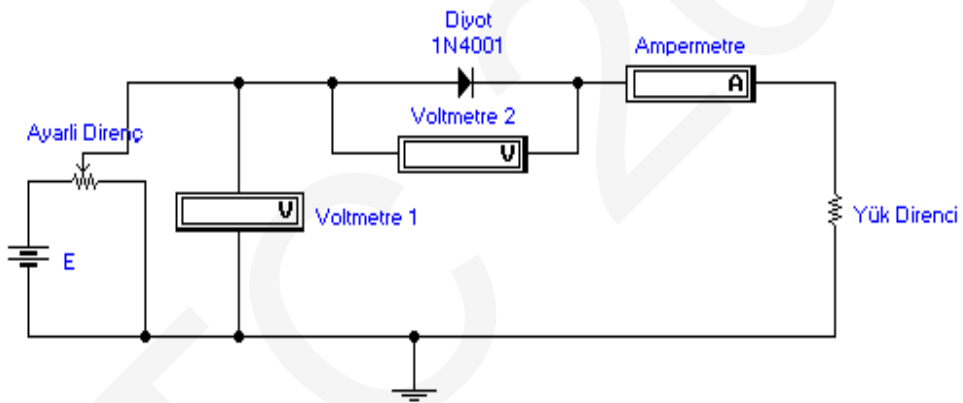 Diyot
1N4001
Ampermetre
A
Voltmetre 2
V
Ayarli Direnç
V
Voltmetre 1
Yük Direnci
E